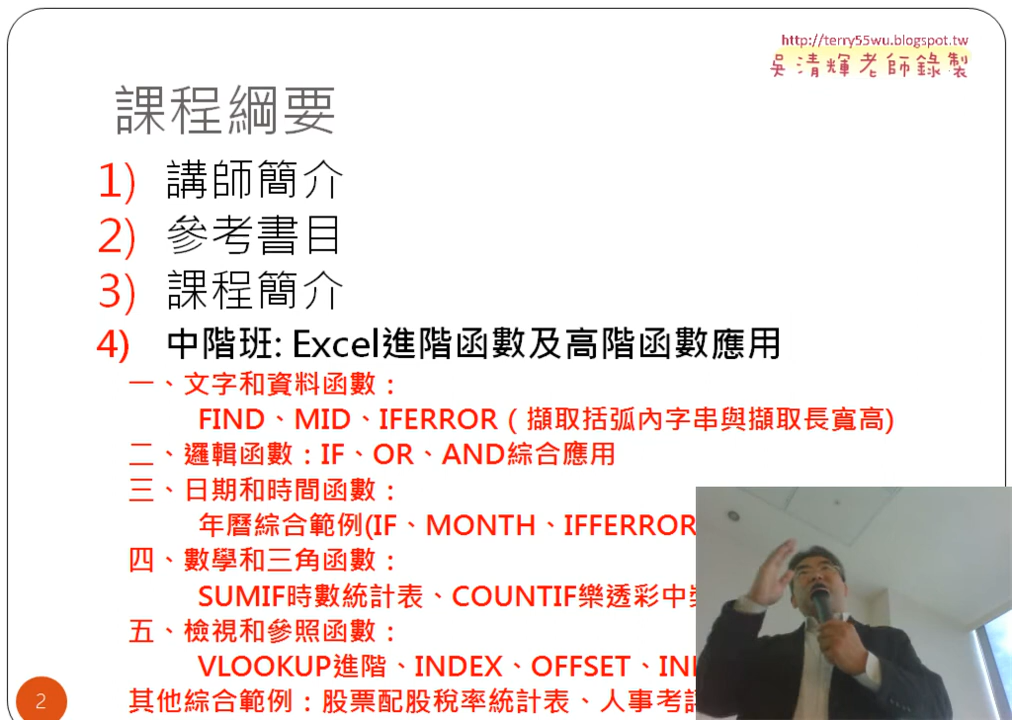 http://terry55wu.blogspot.tw
吳清輝老師錄製
課程綱要
1) 講師簡介
2) 參考書目
3) 課程簡介
4) 中階班: Excel進階函數及高階函數應用
一、文字和資料函數：
FIND、MID、IFERROR ( 擷取括弧內字串與擷取長寬高)
二、邏輯函數：IF、OR、AND綜合應用
三、日期和時間函數：
年曆綜合範例(IF、MONTH、IFFERROR
四、數學和三角函數：
SUMIF時數統計表、COUNTIF樂透彩中
五、檢視和參照函數：
VLOOKUP進階、INDEX、OFFSET、IN
其他綜合範例：股票配股稅率統計表、人事考
2